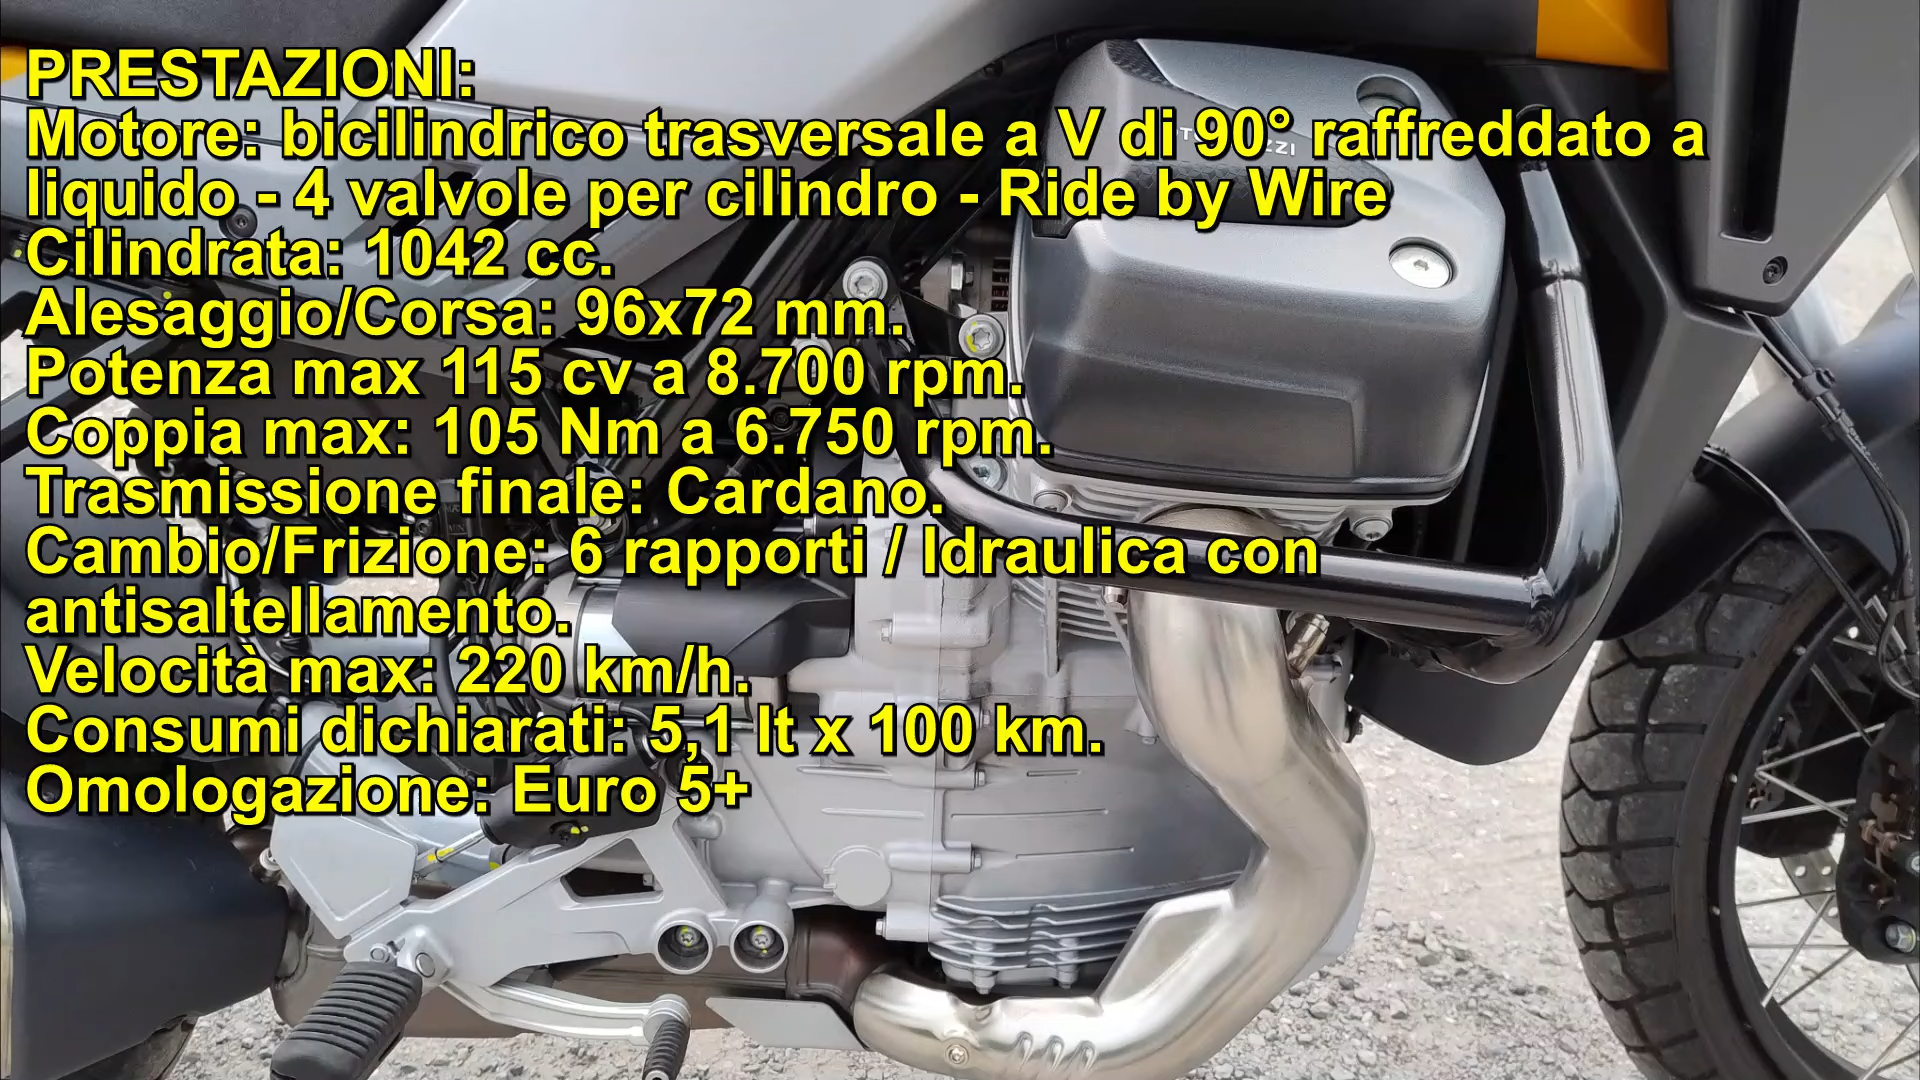 PRESTAZIONI:
Motore: bicilindrico trasversale a V di 90° raffreddato a
liquido - 4 valvole per cilindro - Ride by Wire
Cilindrata: 1042 cc.
Alesaggio/Corsa: 96x72 mm.
Potenza max 115 cv a 8.700 rpm.
Coppia max: 105 Nm a 6.750 rpm.
Trasmissione finale: Cardano.
Cambio/Frizione: 6 rapporti / Idraulica con
antisaltellamento.
Velocità max: 220 km/h.
Consumi dichiarati: 5,1 lt x 100 km.
Omologazione: Euro 5+